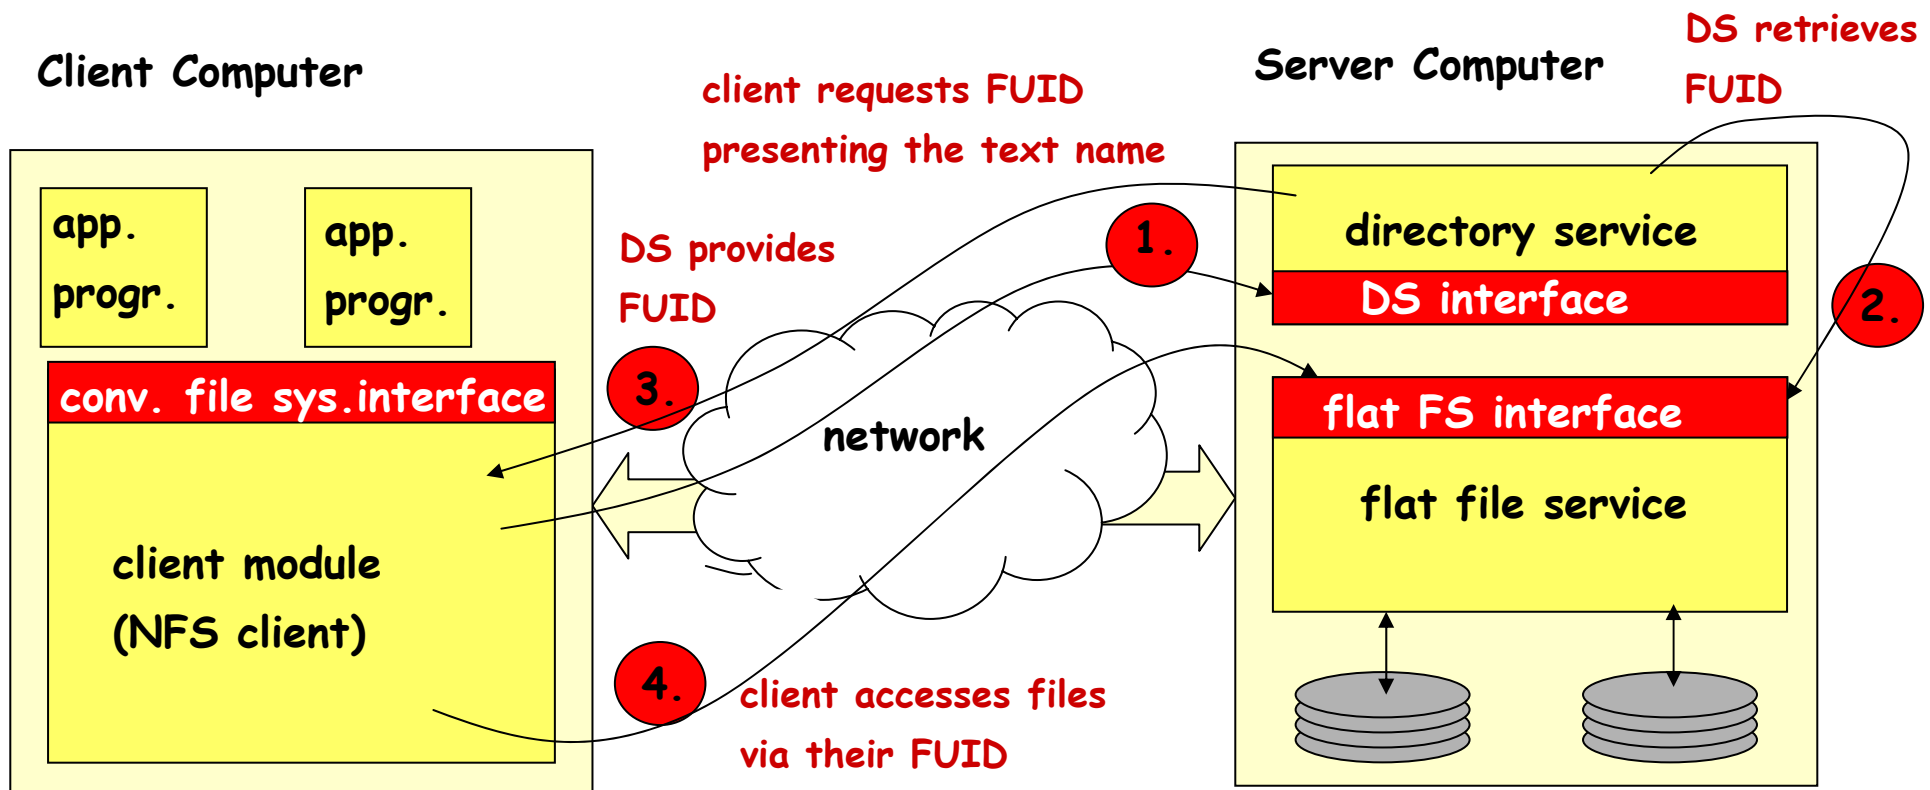 Client Computer
client requests FUID
presenting the text name
Server Computer
DS retrieves
FUID
app.
progr.
app.
progr.
DS provides
FUID
1.
directory service
DS interface
2.
conv. file sys.interface
3.
network
flat FS interface
flat file service
client module
(NFS client)
4.
client accesses files
via their FUID